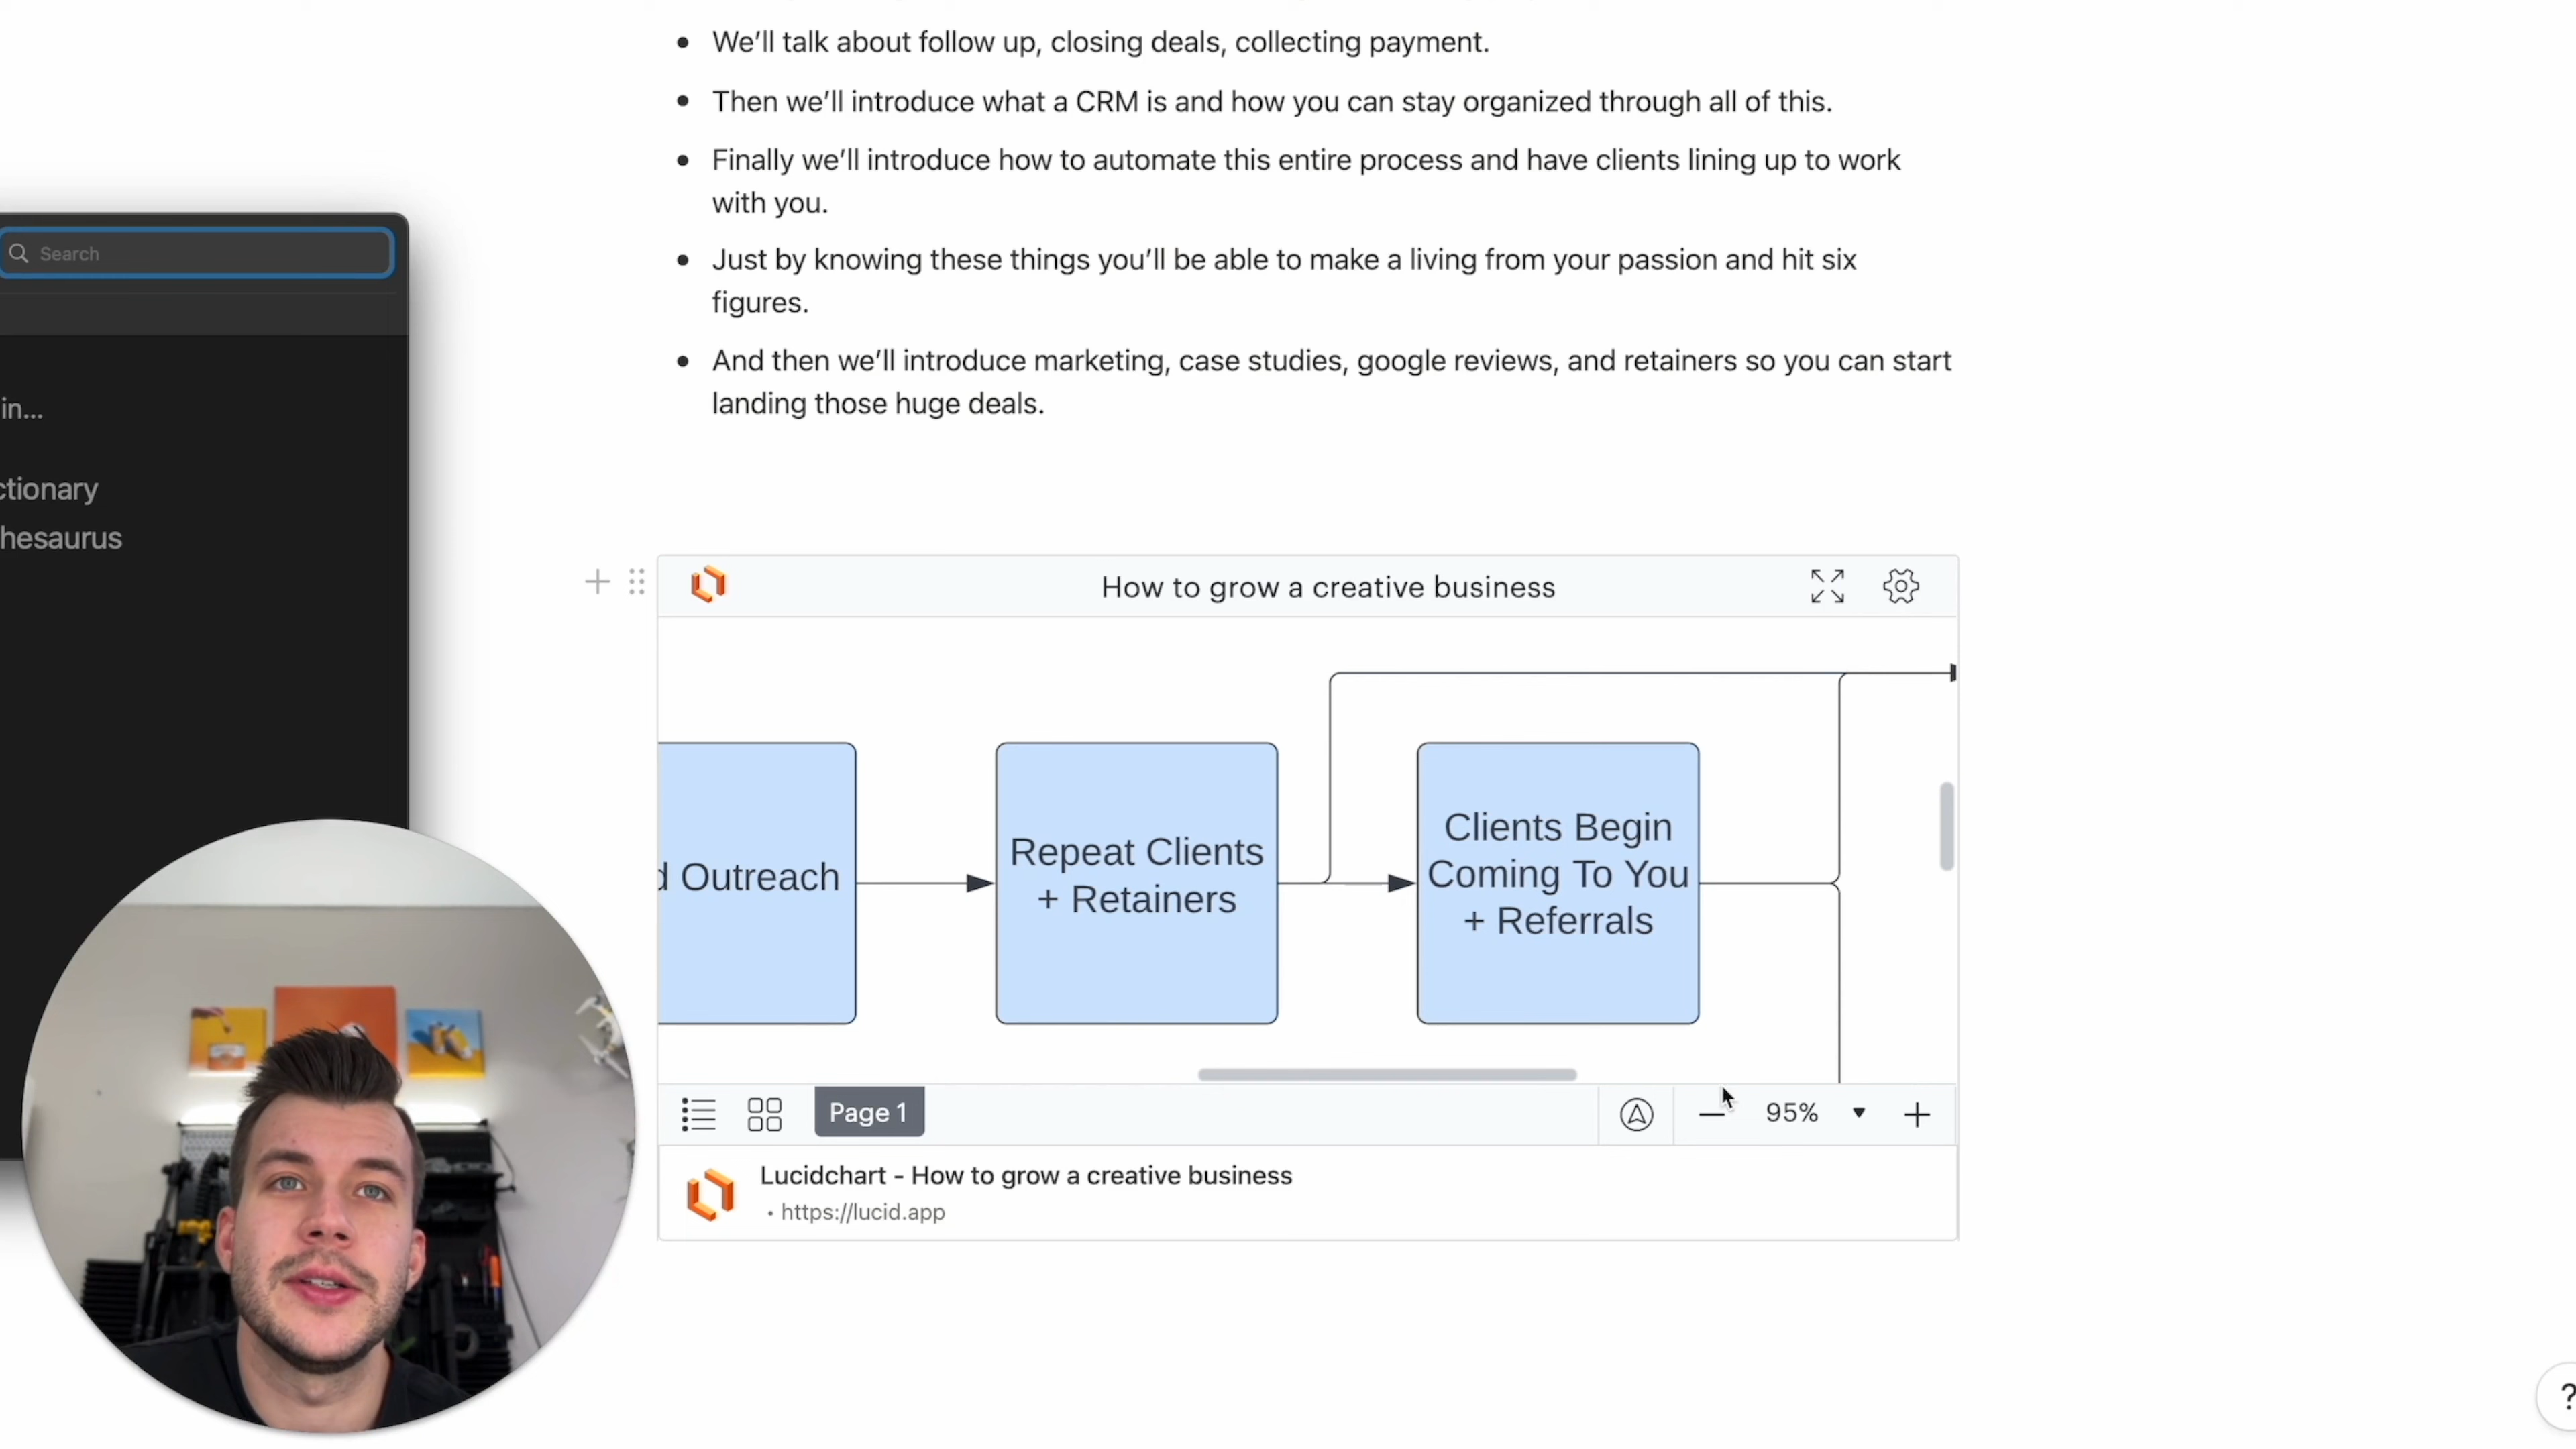 We'll talk about follow up, closing deals, collecting payment.
Then we'll introduce what a CRM is and how you can stay organized through all of this.
Finally we'll introduce how to automate this entire process and have clients lining up to work
with you.
Just by knowing these things you'll be able to make a living from your passion and hit six
figures.
And then we'll introduce marketing, case studies, google reviews, and retainers so you can start
landing those huge deals.
Search
in...
ctionary
hesaurus
How to grow a creative business
d Outreach
Repeat Clients
+ Retainers
Clients Begin
Coming To You
+ Referrals
Page 1
95%
Lucidchart - How to grow a creative business
• https://lucid.app
?